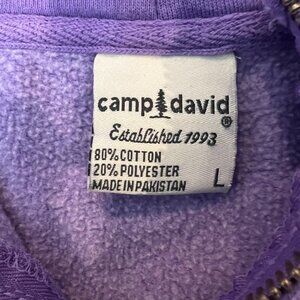 camp david
®
Established 1993
80% COTTON
20% POLYESTER
MADE IN PAKISTAN
L